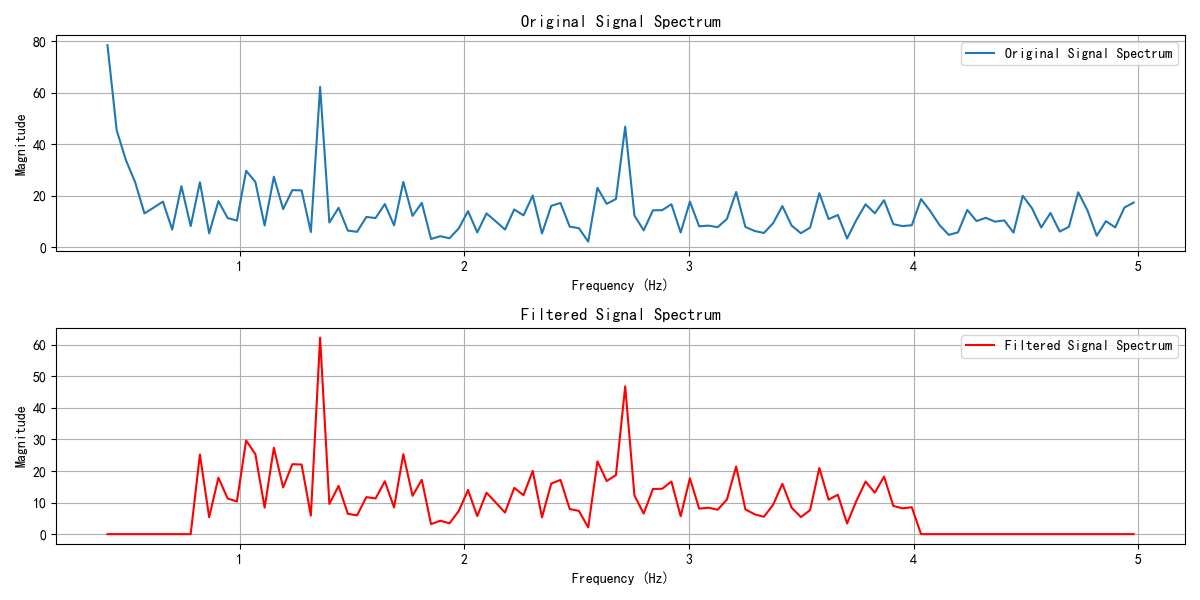 Original Signal Spectrum
80
60
40
20
0
Magnitude
Original Signal Spectrum
1 2 3 4 5
Frequency (Hz)
Filtered Signal Spectrum
60
50
40
30
20
10
0
Magnitude
Filtered Signal Spectrum
1 2 3 4 5
Frequency (Hz)